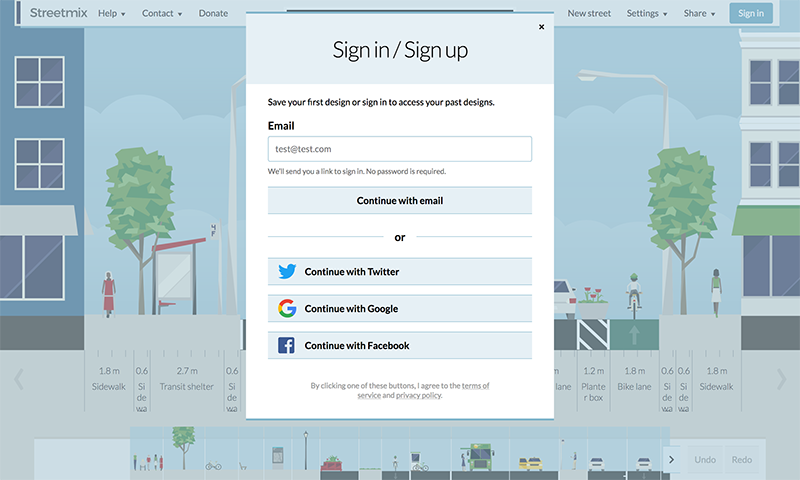 Streetmix Help Contact Donate New street Settings Share Sign in
×
Sign in / Sign up
Save your first design or sign in to access your past designs.
Email
test@test.com
We'll send you a link to sign in. No password is required.
Continue with email
or
Continue with Twitter
Continue with Google
Continue with Facebook
By clicking one of these buttons, I agree to the terms of
service and privacy policy.
4
F
1.8 m 0.6 2.7 m 0.6 1.2 m 1.8 m 0.6 0.6 1.8 m
Sidewalk Si Transit shelter Si lane Plante Bike lane Si Si Sidewalk
de de r box de de
wa wa wa wa
Undo Redo